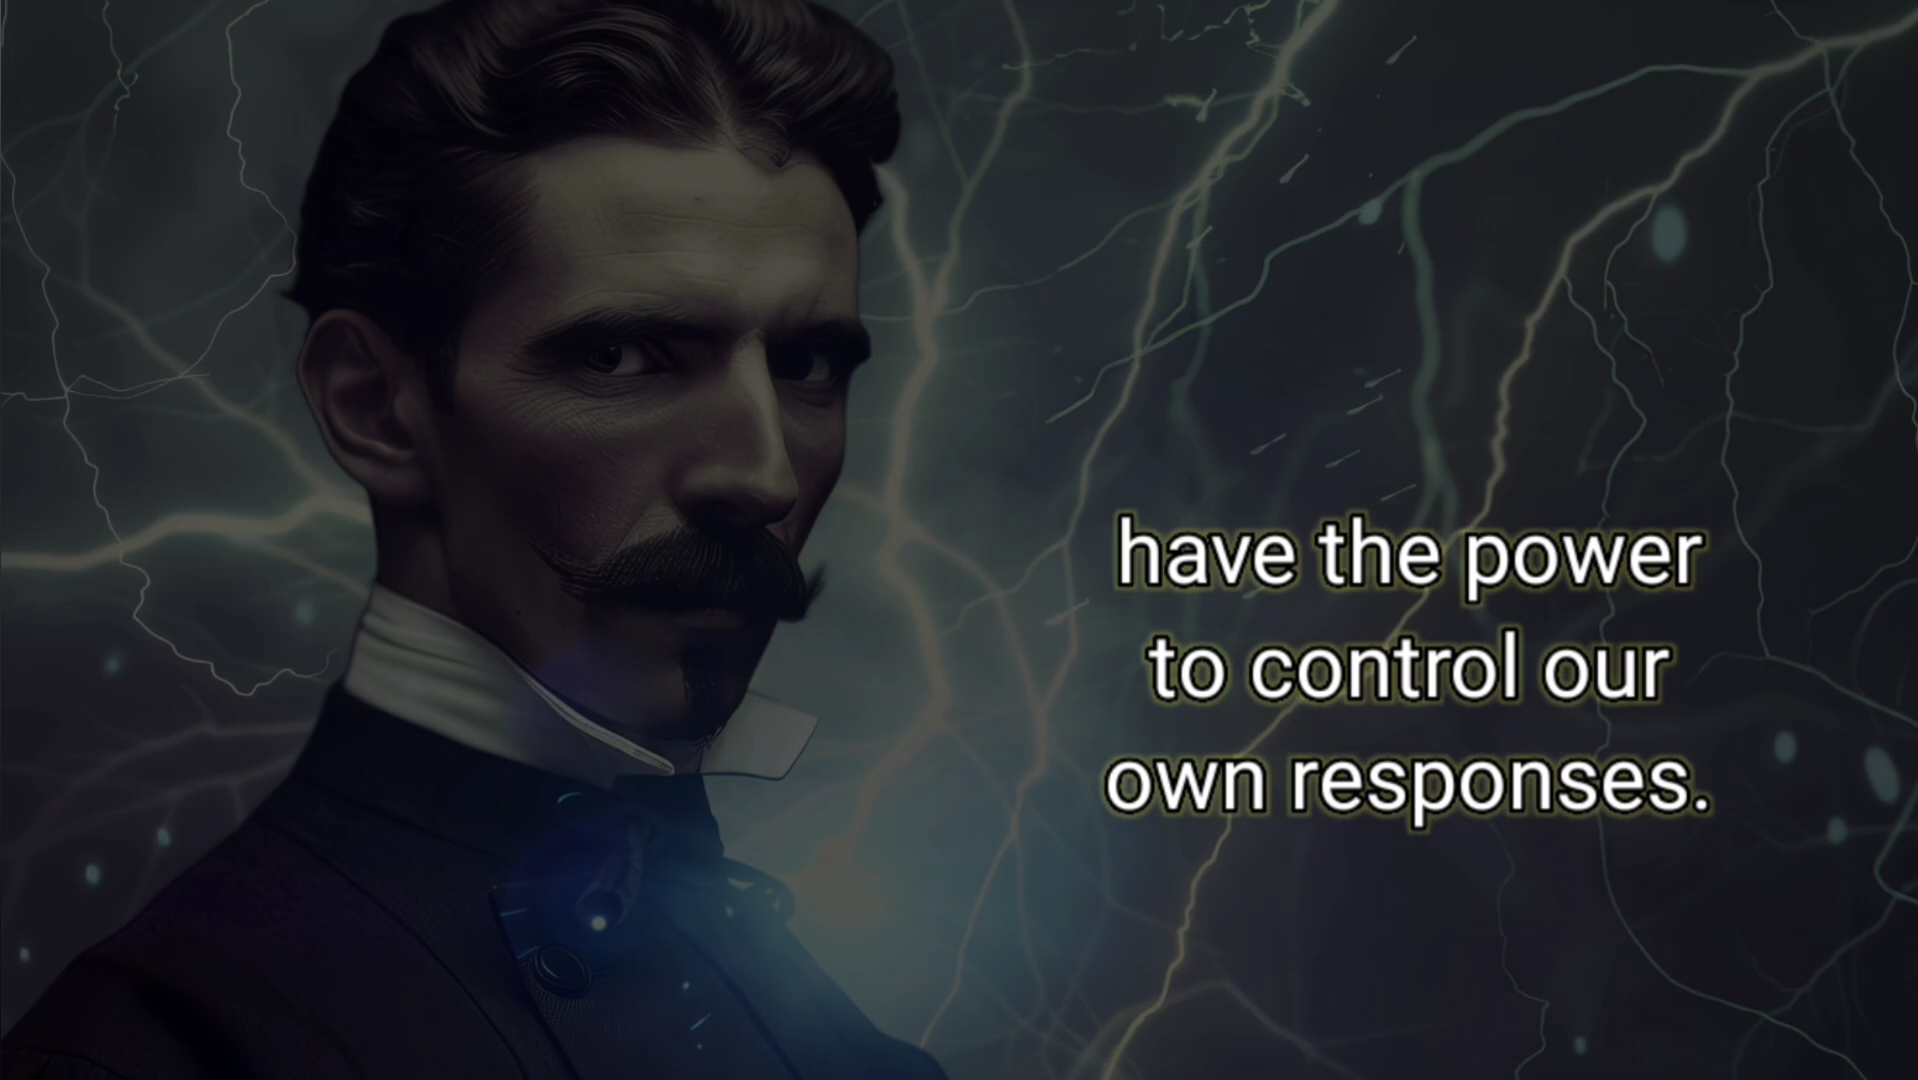 have the power
to control our
own responses.